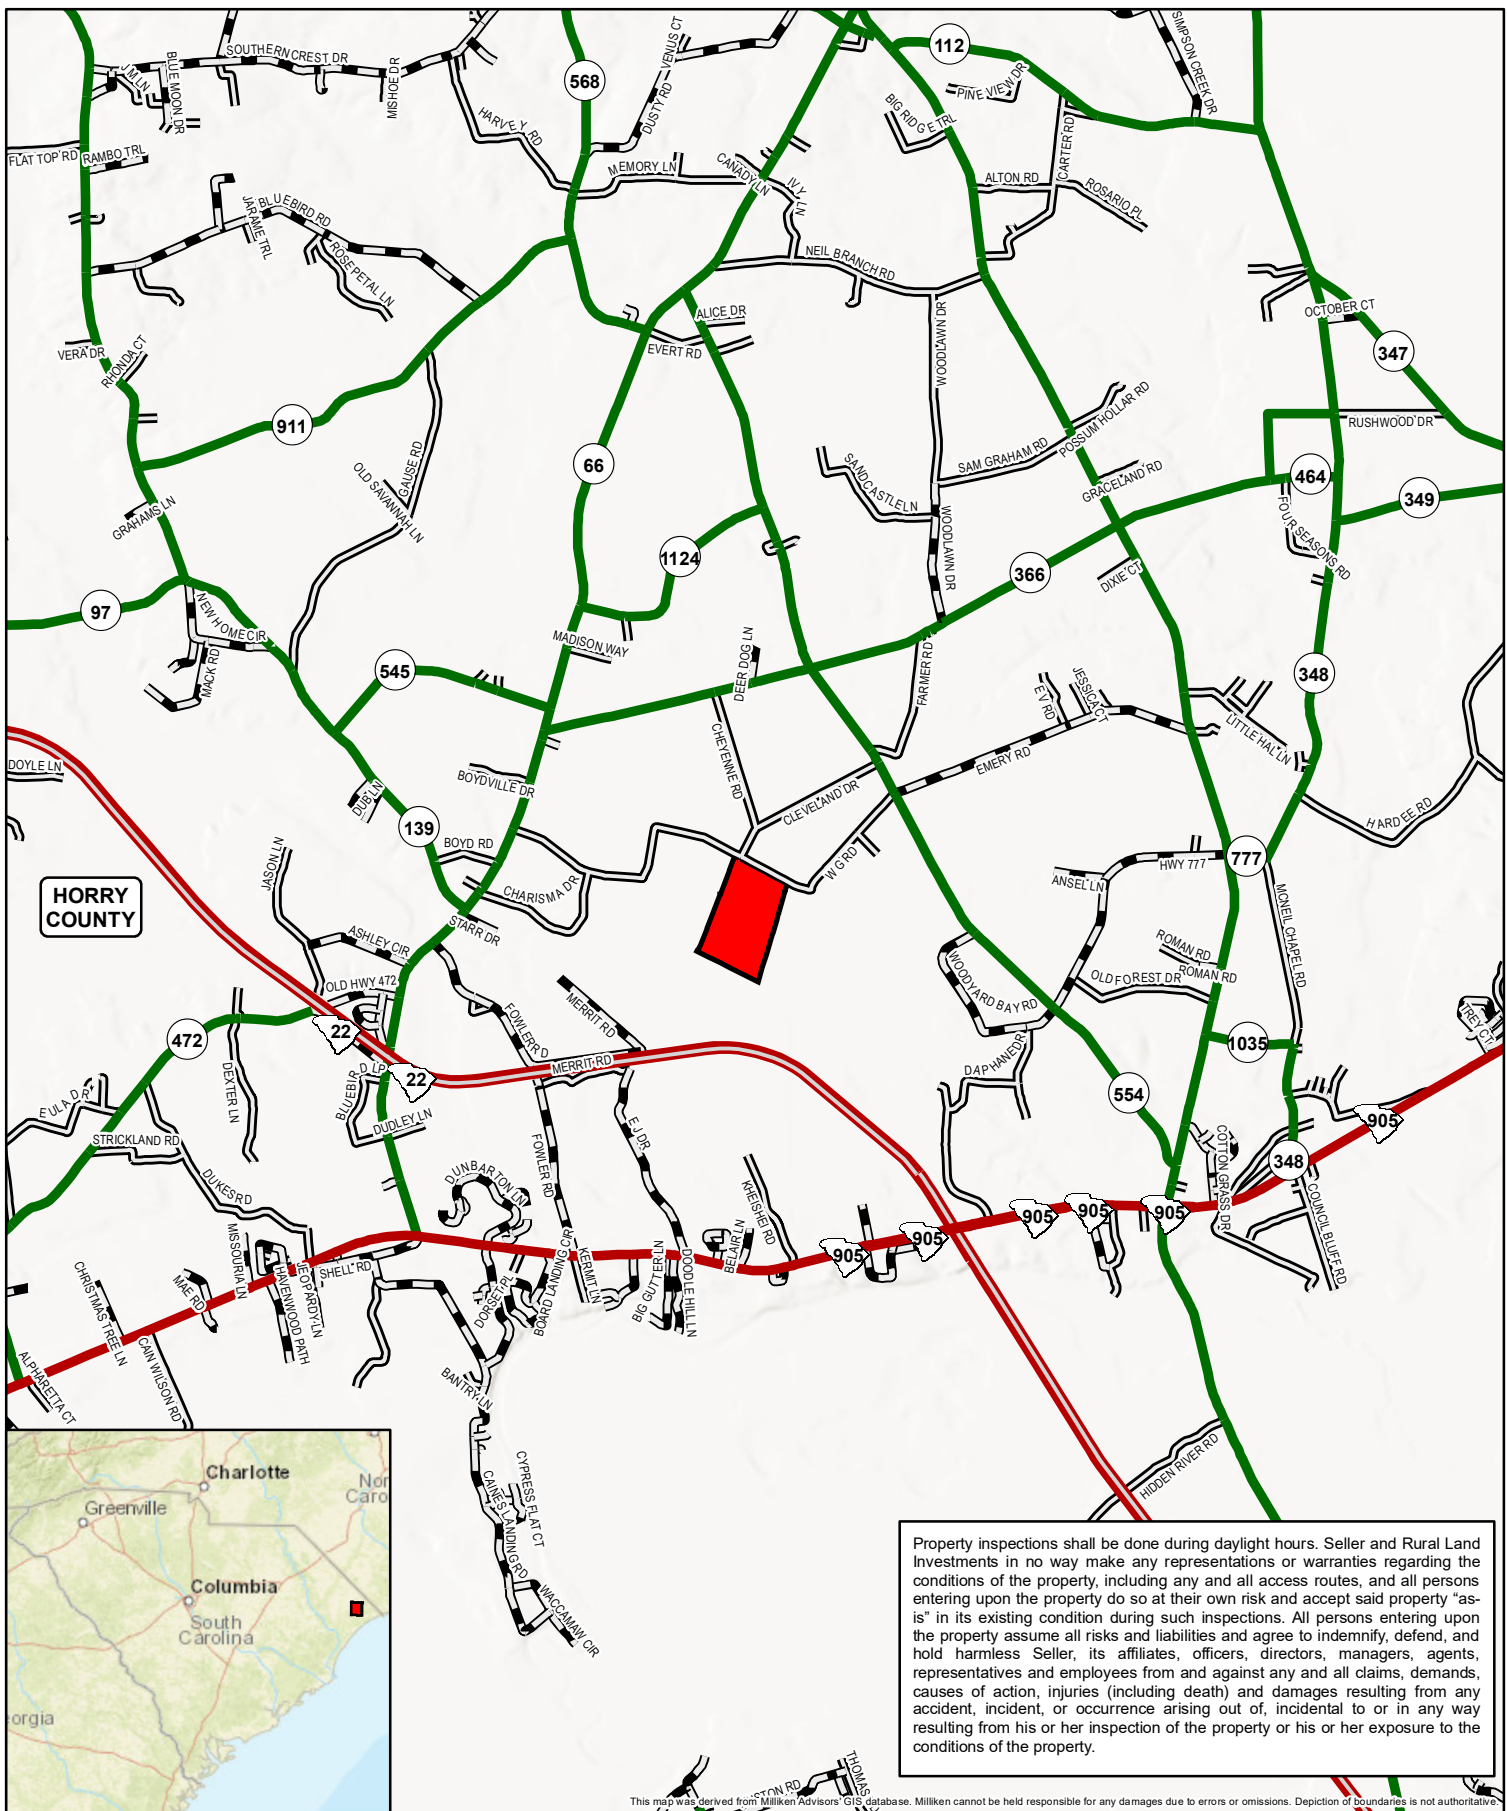 SOUTHERN CREST DR
J M LN
BLUE MOON DR
MISHOE DR
568
DUSTY RD
VENUS CT
112
PINE VIEW DR
SIMPSON CREEK DR
BIG RIDGE TRL
CARTER RD
HARVEY RD
FLAT TOP RD
RAMBO TRL
MEMORY LN
CANADY LN
IVY LN
ALTON RD
ROSARIO PL
JARAME TRL
BLUEBIRD RD
ROSE PETAL LN
NEIL BRANCH RD
ALICE DR
OCTOBER CT
347
VERA DR
RHONDA CT
EVERT RD
WOODLAWN DR
911
66
GAUSE RD
OLD SAVANNAH LN
SANDCASTLE LN
SAM GRAHAM RD
POSSUM HOLLAR RD
RUSHWOOD DR
GRACELAND RD
464
349
FOUR SEASONS RD
GRAHAMS LN
1124
WOODLAWN DR
366
DIXIE CT
97
NEW HOME CIR
MACK RD
MADISON WAY
DEER DOG LN
FARMER RD
545
E V RD
JESSICA CT
348
LITTLE HAL LN
DOYLE LN
CHEYENNE RD
EMERY RD
BOYDVILLE DR
DUB LN
CLEVELAND DR
HARDEE RD
139
BOYD RD
JASON LN
W G RD
HWY 777
777
ANSEL LN
HORRY
COUNTY
CHARISMA DR
STARR DR
MCNEIL CHAPEL RD
ASHLEY CIR
ROMAN RD
ROMAN RD
OLD FOREST DR
WOODYARD BAY RD
OLD HWY 472
MERRIT RD
FOWLER RD
22
472
TREY CT
1035
MERRIT RD
DAPHANE DR
DEXTER LN
BLUEBIRD LP
22
554
EULA DR
DUDLEY LN
905
STRICKLAND RD
E J DR
FOWLER RD
COTTON GRASS DR
348
DUKES RD
DUNBARTON LN
KHEISHEI RD
COUNCIL BLUFF RD
905
905
905
905
905
MISSOURIA LN
SHELL RD
KERMIT LN
BELAIR LN
CHRISTMAS TREE LN
MAE RD
HAVENWOOD PATH
JEOPARDY LN
DORSET PL
BOARD LANDING CIR
BIG GUTTER LN
DOODLE HILL LN
CAIN WILSON RD
ALPHARETTA CT
BANTRY LN
HIDDEN RIVER RD
CYPRESS FLAT CT
CAINES LANDING RD
WACCAMAW CIR
Charlotte
Nor
Caro
Greenville
Columbia
South
Carolina
orgia
Property inspections shall be done during daylight hours. Seller and Rural Land
Investments in no way make any representations or warranties regarding the
conditions of the property, including any and all access routes, and all persons
entering upon the property do so at their own risk and accept said property “as-
is” in its existing condition during such inspections. All persons entering upon
the property assume all risks and liabilities and agree to indemnify, defend, and
hold harmless Seller, its affiliates, officers, directors, managers, agents,
representatives and employees from and against any and all claims, demands,
causes of action, injuries (including death) and damages resulting from any
accident, incident, or occurrence arising out of, incidental to or in any way
resulting from his or her inspection of the property or his or her exposure to the
conditions of the property.
THOMAS
STON RD
This map was derived from Milliken Advisors' GIS database. Milliken cannot be held responsible for any damages due to errors or omissions. Depiction of boundaries is not authoritative.